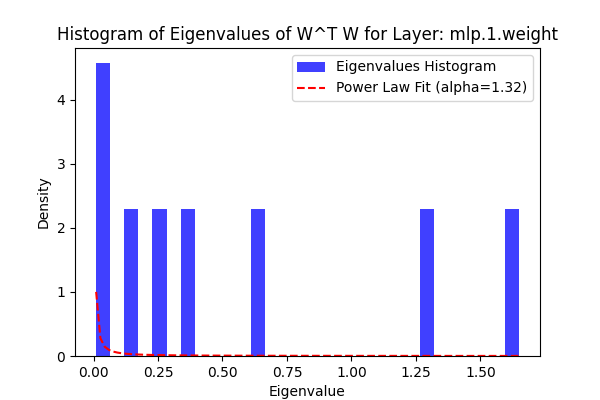 Histogram of Eigenvalues of W^T W for Layer: mlp.1.weight
Eigenvalues Histogram
Power Law Fit (alpha=1.32)
Density
4
3
2
1
0
0.00 0.25 0.50 0.75 1.00 1.25 1.50
Eigenvalue